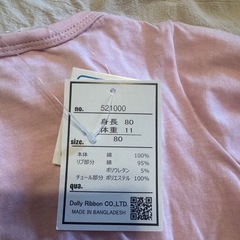 no. 521000
身長 80
体重 11
size. 80
本体 綿 100%
リブ部分 綿 95%
ポリウレタン 5%
チュール部分 ポリエステル 100%
qua.
Dolly Ribbon CO.,LTD.
MADE IN BANGLADESH